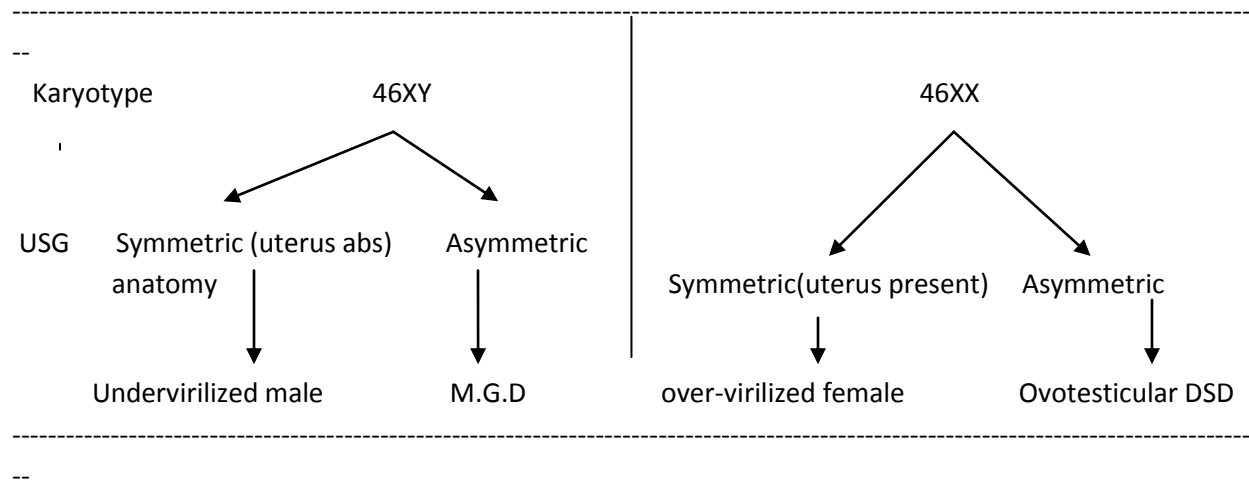 --------------------------------------------------------------------------------------------------------------
--
Karyotype 46XY 46XX
USG Symmetric (uterus abs) Asymmetric
anatomy Symmetric(uterus present) Asymmetric
Undervirilized male M.G.D over-virilized female Ovotesticular DSD
--------------------------------------------------------------------------------------------------------------
--